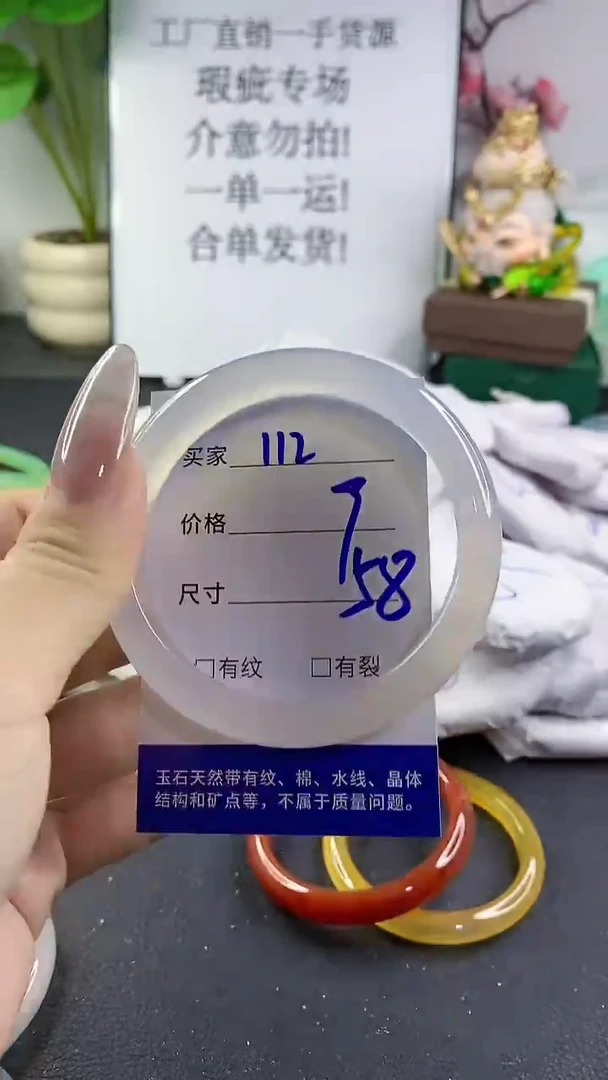 工厂直销一手货源
瑕疵专场
介意勿拍!
一单一运!
合单发货!
买家 112
价格
尺寸 58
□有纹 □有裂
玉石天然带有纹、棉、水线、晶体
结构和矿点等，不属于质量问题。